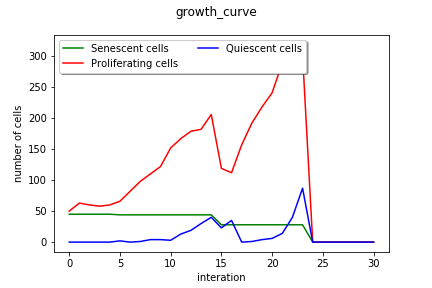 growth_curve
Senescent cells
Proliferating cells
Quiescent cells
number of cells
300
250
200
150
100
50
0
0 5 10 15 20 25 30
interation